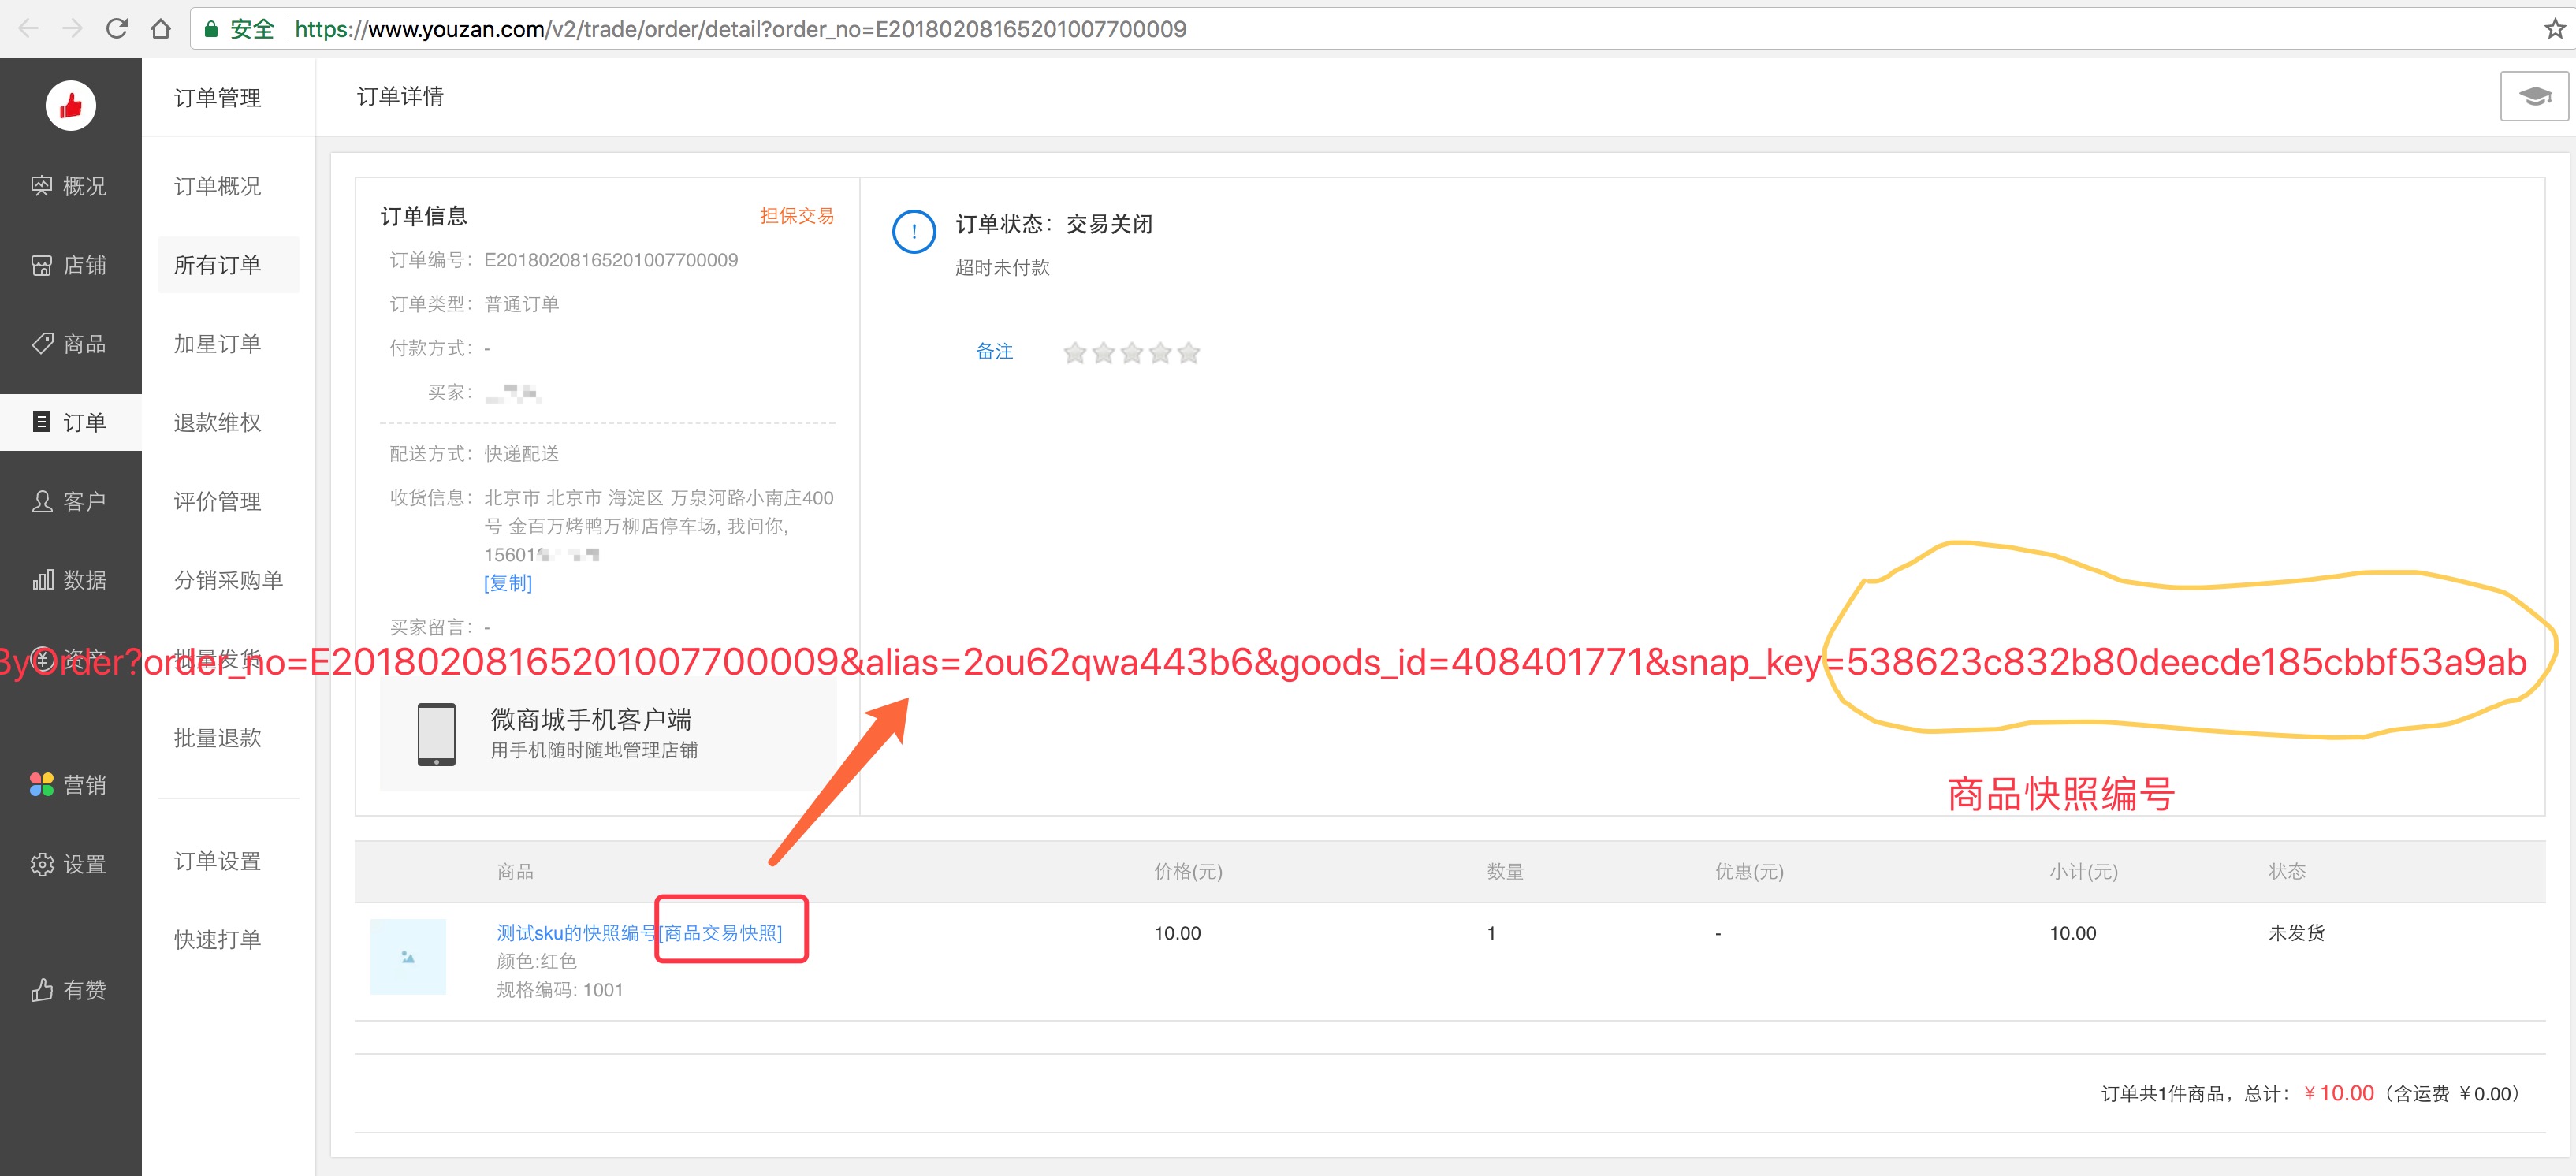 安全 https://www.youzan.com/v2/trade/order/detail?order_no=E20180208165201007700009
概况
店铺
商品
订单
客户
数据
资产
营销
设置
有赞
订单管理
订单概况
所有订单
加星订单
退款维权
评价管理
分销采购单
批量发货
批量退款
订单设置
快速打单
订单详情
订单信息 担保交易
订单编号: E20180208165201007700009
订单类型: 普通订单
付款方式: -
买家:
配送方式: 快递配送
收货信息: 北京市 北京市 海淀区 万泉河路小南庄400
号 金百万烤鸭万柳店停车场, 我问你,
15601
[复制]
买家留言: -
订单状态: 交易关闭
超时未付款
备注
ByOrder?order_no=E20180208165201007700009&alias=2ou62qwa443b6&goods_id=408401771&snap_key=538623c832b80deecde185cbbf53a9ab
微商城手机客户端
用手机随时随地管理店铺
商品快照编号
商品 价格(元) 数量 优惠(元) 小计(元) 状态
测试sku的快照编号[商品交易快照] 10.00 1 - 10.00 未发货
颜色:红色
规格编码: 1001
订单共1件商品，总计: ￥10.00 (含运费 ￥0.00)